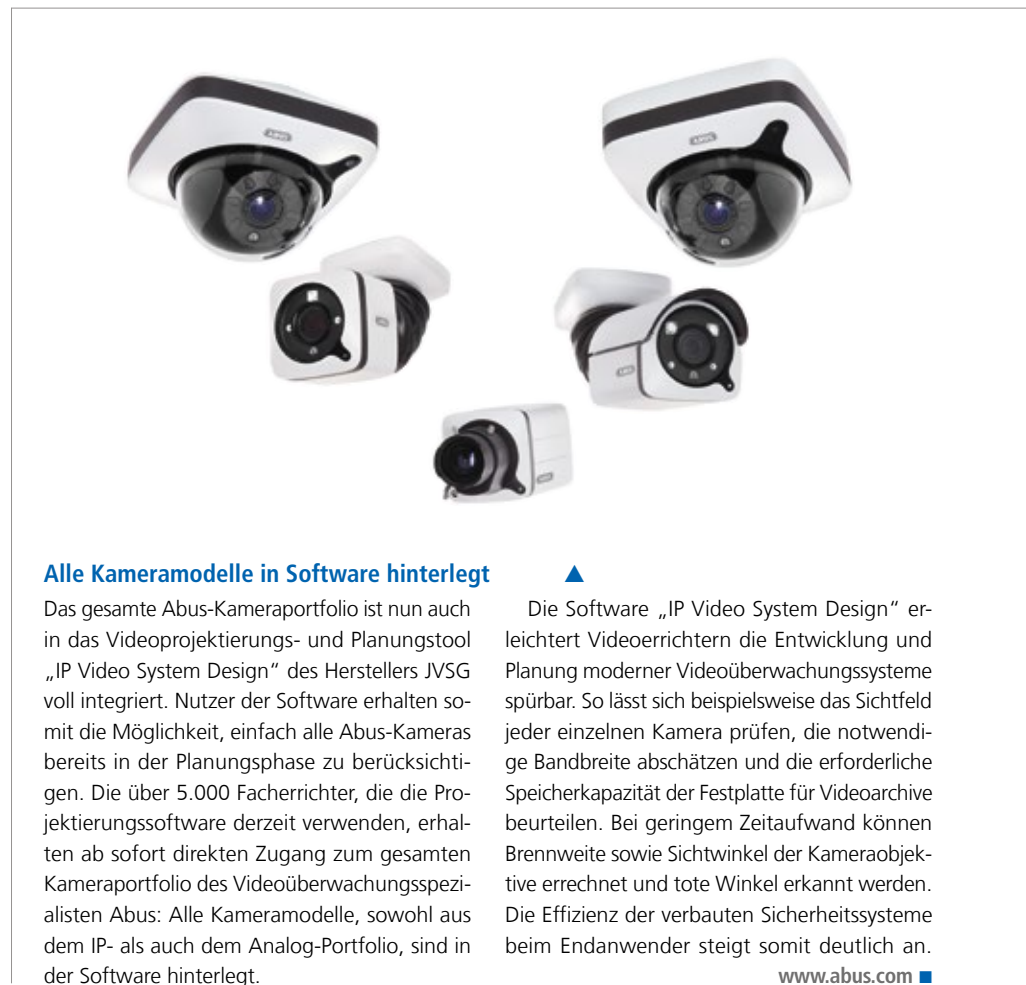 ABUS
ABUS
ABUS
ABUS
ABUS
Alle Kameramodelle in Software hinterlegt ▲
Das gesamte Abus-Kameraportfolio ist nun auch
in das Videoprojektierungs- und Planungstool
„IP Video System Design“ des Herstellers JVSG
voll integriert. Nutzer der Software erhalten so-
mit die Möglichkeit, einfach alle Abus-Kameras
bereits in der Planungsphase zu berücksichti-
gen. Die über 5.000 Facherrichter, die die Pro-
jektierungssoftware derzeit verwenden, erhal-
ten ab sofort direkten Zugang zum gesamten
Kameraportfolio des Videoüberwachungsspezi-
alisten Abus: Alle Kameramodelle, sowohl aus
dem IP- als auch dem Analog-Portfolio, sind in
der Software hinterlegt.
Die Software „IP Video System Design“ er-
leichtert Videoerrichtern die Entwicklung und
Planung moderner Videoüberwachungssysteme
spürbar. So lässt sich beispielsweise das Sichtfeld
jeder einzelnen Kamera prüfen, die notwendi-
ge Bandbreite abschätzen und die erforderliche
Speicherkapazität der Festplatte für Videoarchive
beurteilen. Bei geringem Zeitaufwand können
Brennweite sowie Sichtwinkel der Kameraobjek-
tive errechnet und tote Winkel erkannt werden.
Die Effizienz der verbauten Sicherheitssysteme
beim Endanwender steigt somit deutlich an.
www.abus.com ■